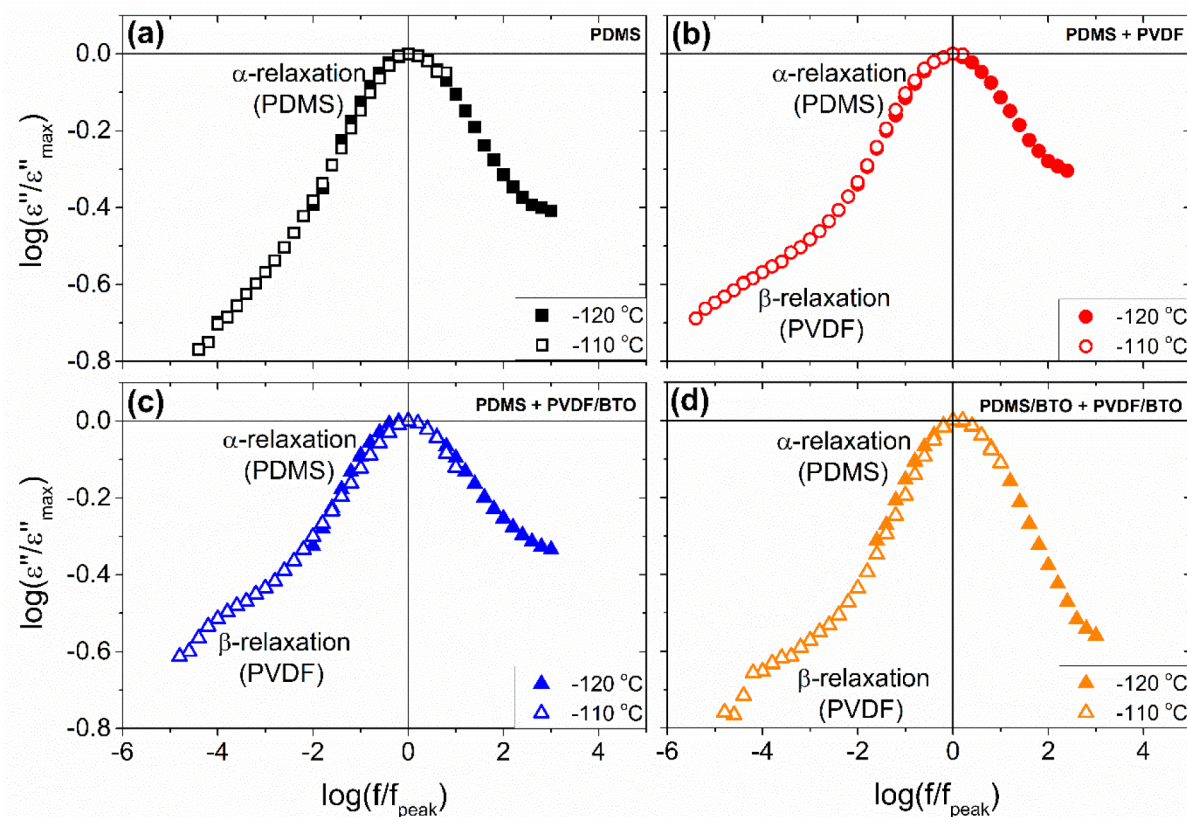 (a)
PDMS
0.0
-0.2
-0.4
-0.6
-0.8
log(ε''/ε''max)
α-relaxation
(PDMS)
-120 °C
-110 °C
(b)
PDMS + PVDF
α-relaxation
(PDMS)
β-relaxation
(PVDF)
-120 °C
-110 °C
(c)
PDMS + PVDF/BTO
0.0
-0.2
-0.4
-0.6
-0.8
log(ε''/ε''max)
α-relaxation
(PDMS)
β-relaxation
(PVDF)
-120 °C
-110 °C
-6 -4 -2 0 2 4
log(f/fpeak)
(d)
PDMS/BTO + PVDF/BTO
α-relaxation
(PDMS)
β-relaxation
(PVDF)
-120 °C
-110 °C
-6 -4 -2 0 2 4
log(f/fpeak)